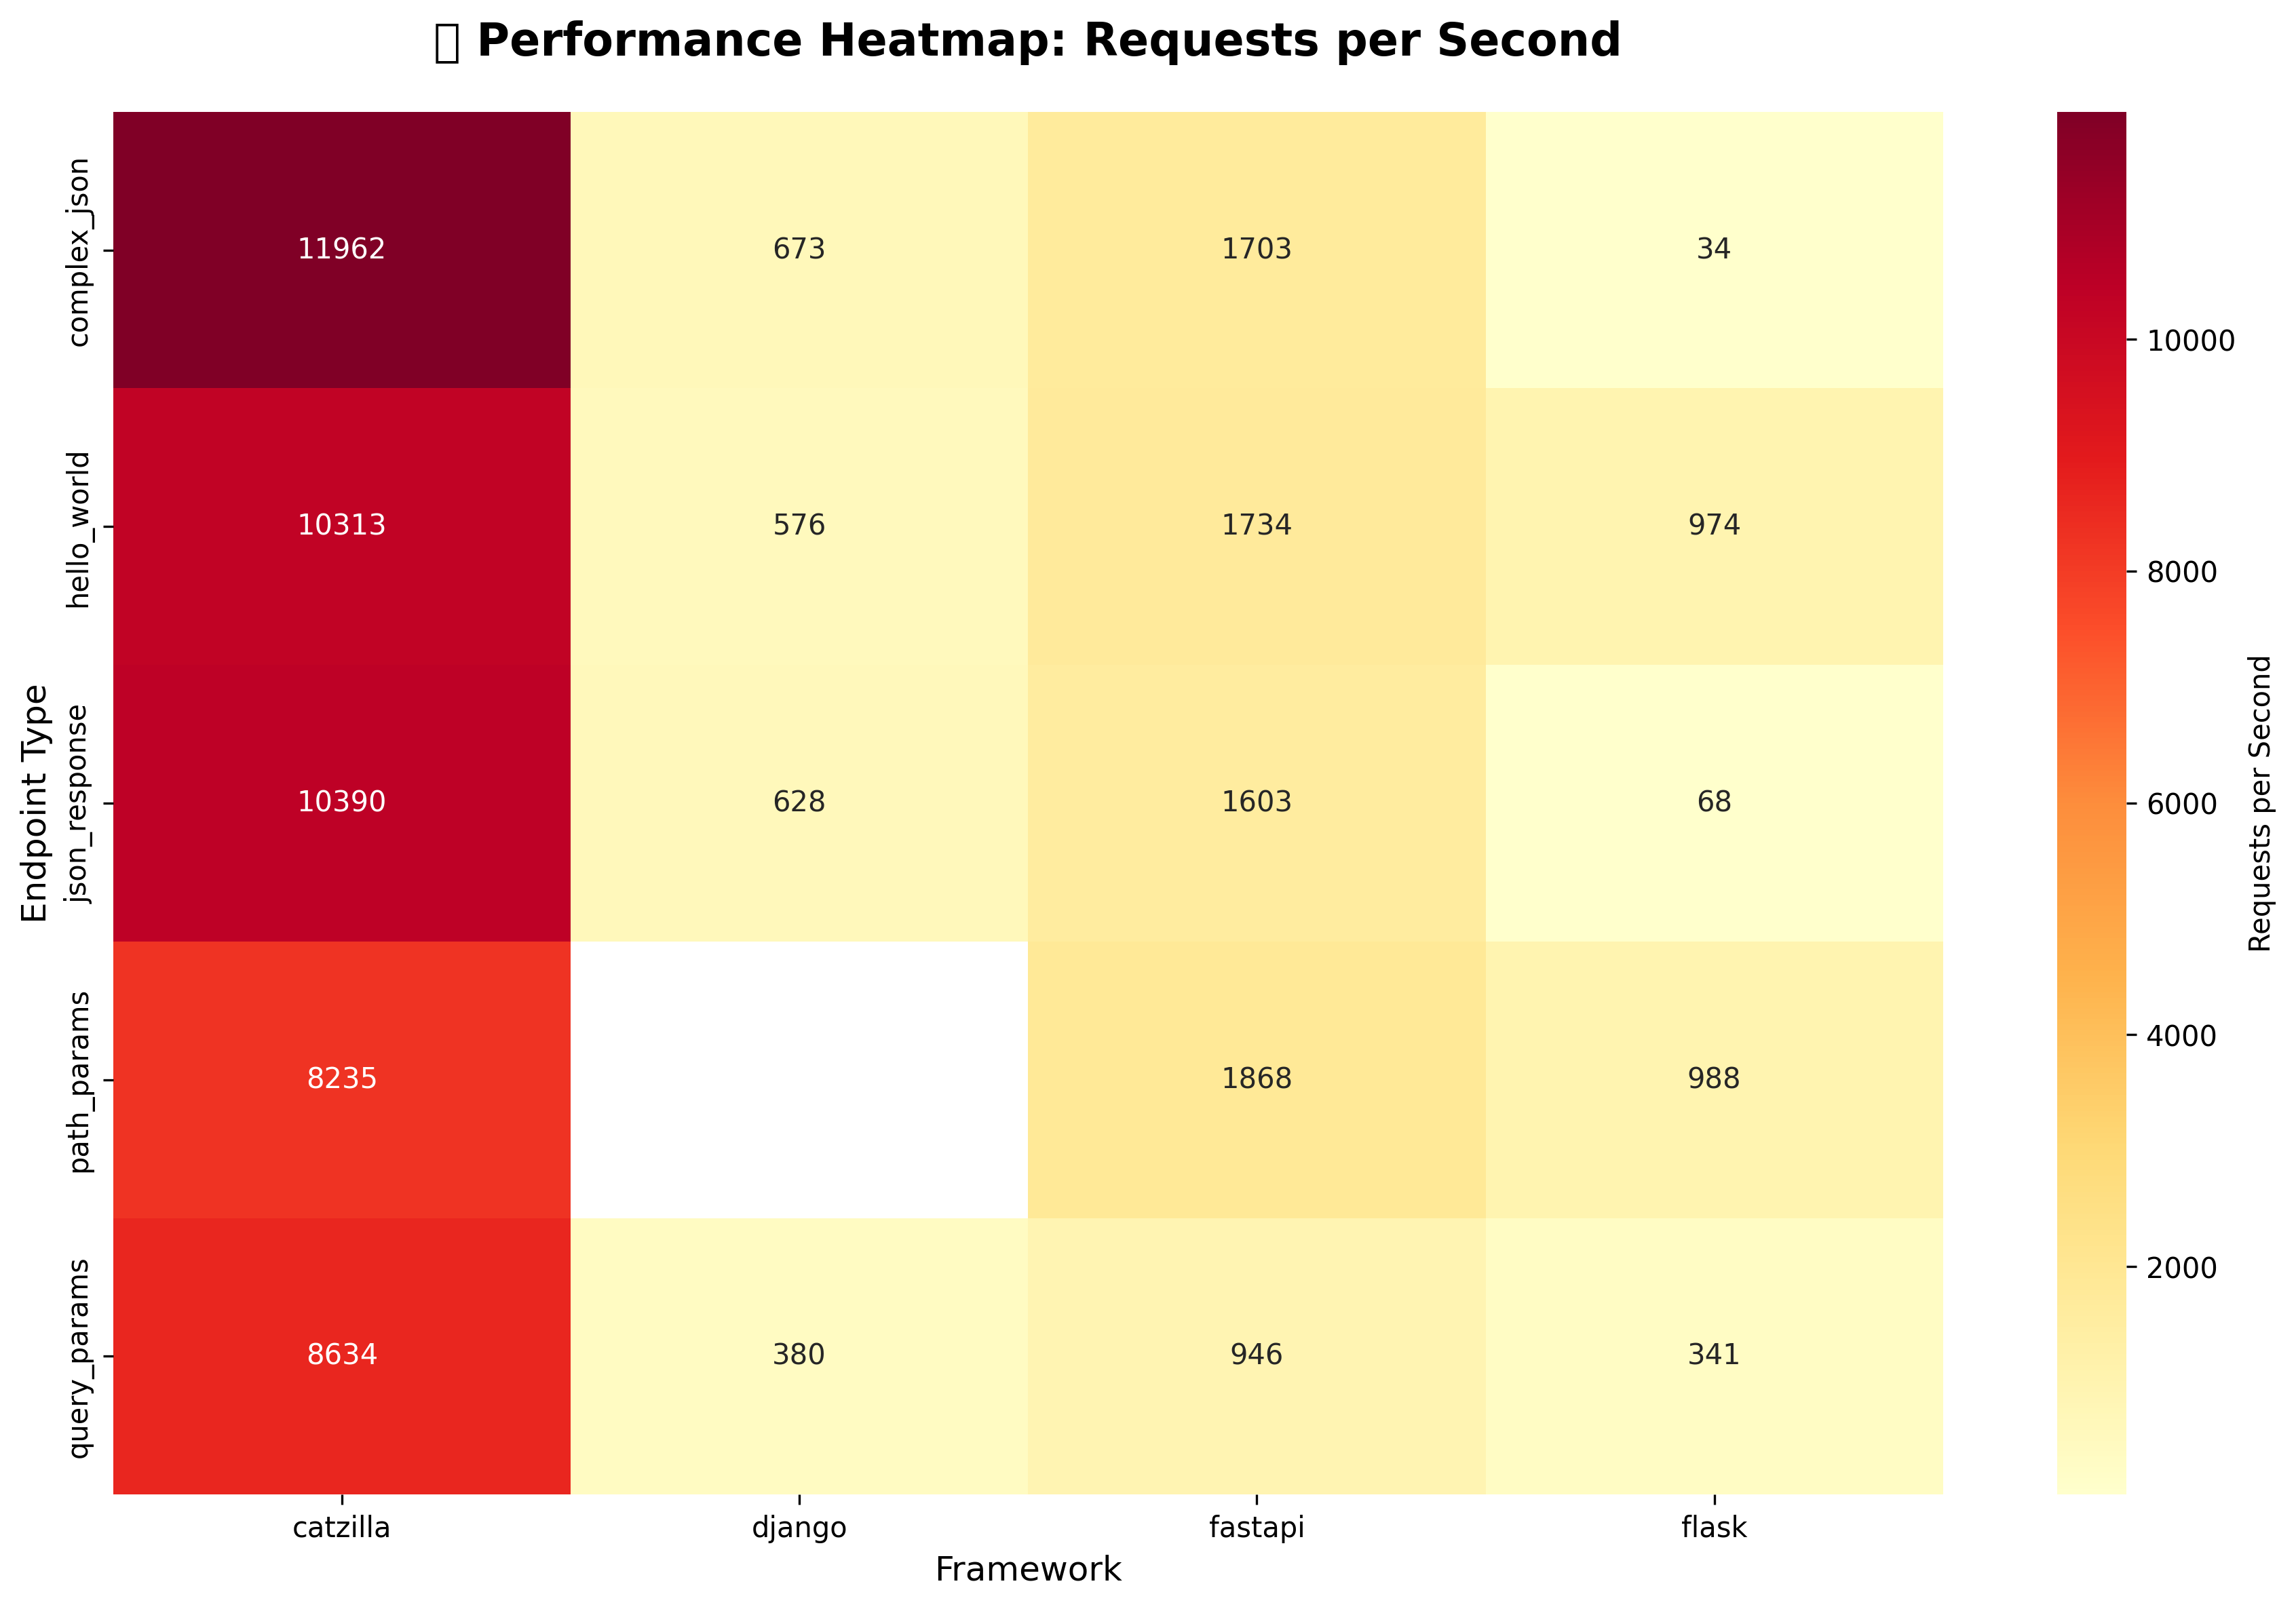 ▯ Performance Heatmap: Requests per Second
Endpoint Type
complex_json
11962 673 1703 34
hello_world
10313 576 1734 974
json_response
10390 628 1603 68
path_params
8235 1868 988
query_params
8634 380 946 341
catzilla django fastapi flask
Framework
10000
8000
6000
4000
2000
Requests per Second